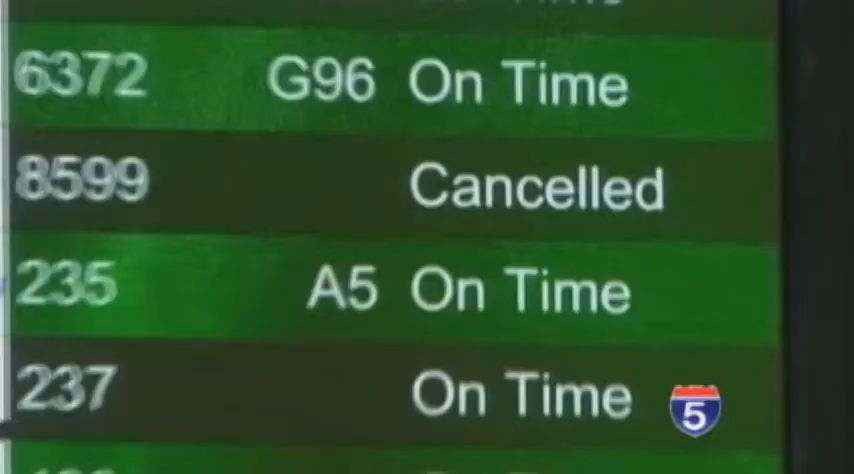 6372 G96 On Time
8599 Cancelled
235 A5 On Time
237 On Time
5